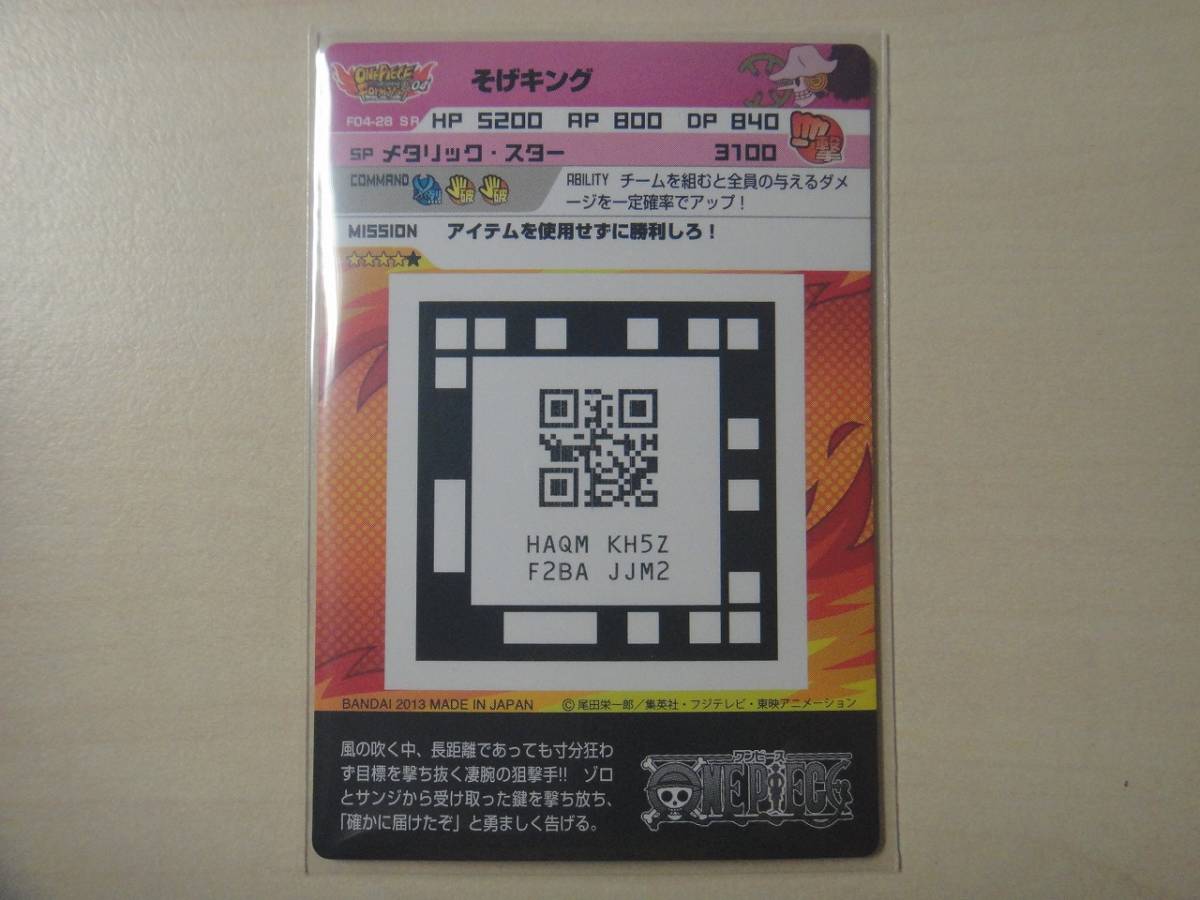 ONE PIECE
04
そげキング
F04-28 SR HP 5200 AP 800 DP 840
撃
SP メタリック・スター 3100
COMMAND 破 破
ABILITY チームを組むと全員の与えるダメ
ージを一定確率でアップ！
MISSION アイテムを使用せずに勝利しろ！
★★★★★
HAQM KH5Z
F2BA JJM2
BANDAI 2013 MADE IN JAPAN ©尾田栄一郎／集英社・フジテレビ・東映アニメーション
風の吹く中、長距離であっても寸分狂わ
ず目標を撃ち抜く凄腕の狙撃手!! ゾロ
とサンジから受け取った鍵を撃ち放ち、
「確かに届けたぞ」と勇ましく告げる。
ワンピース
ONE PIECE